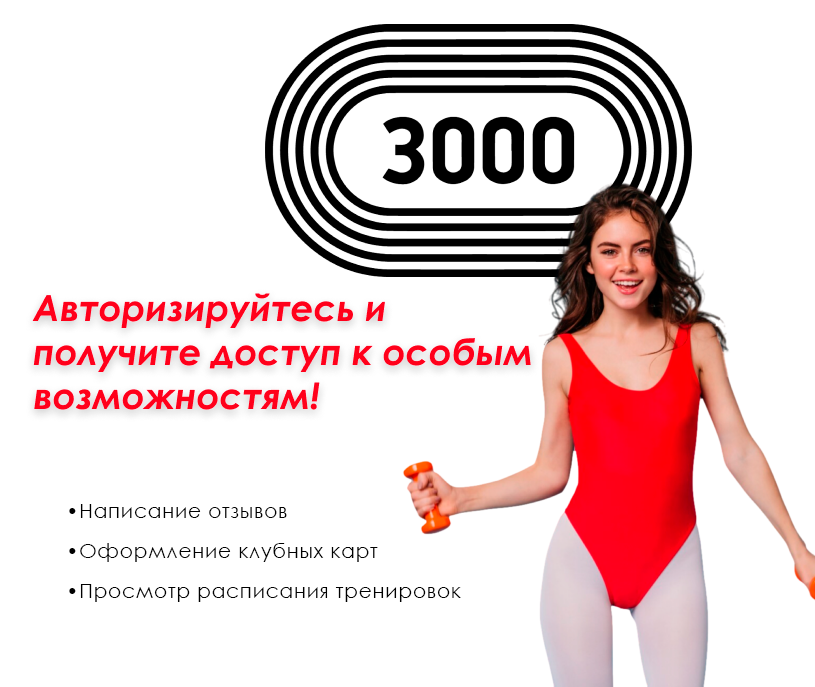 3000
Авторизируйтесь и
получите доступ к особым
возможностям!
•Написание отзывов
•Оформление клубных карт
•Просмотр расписания тренировок